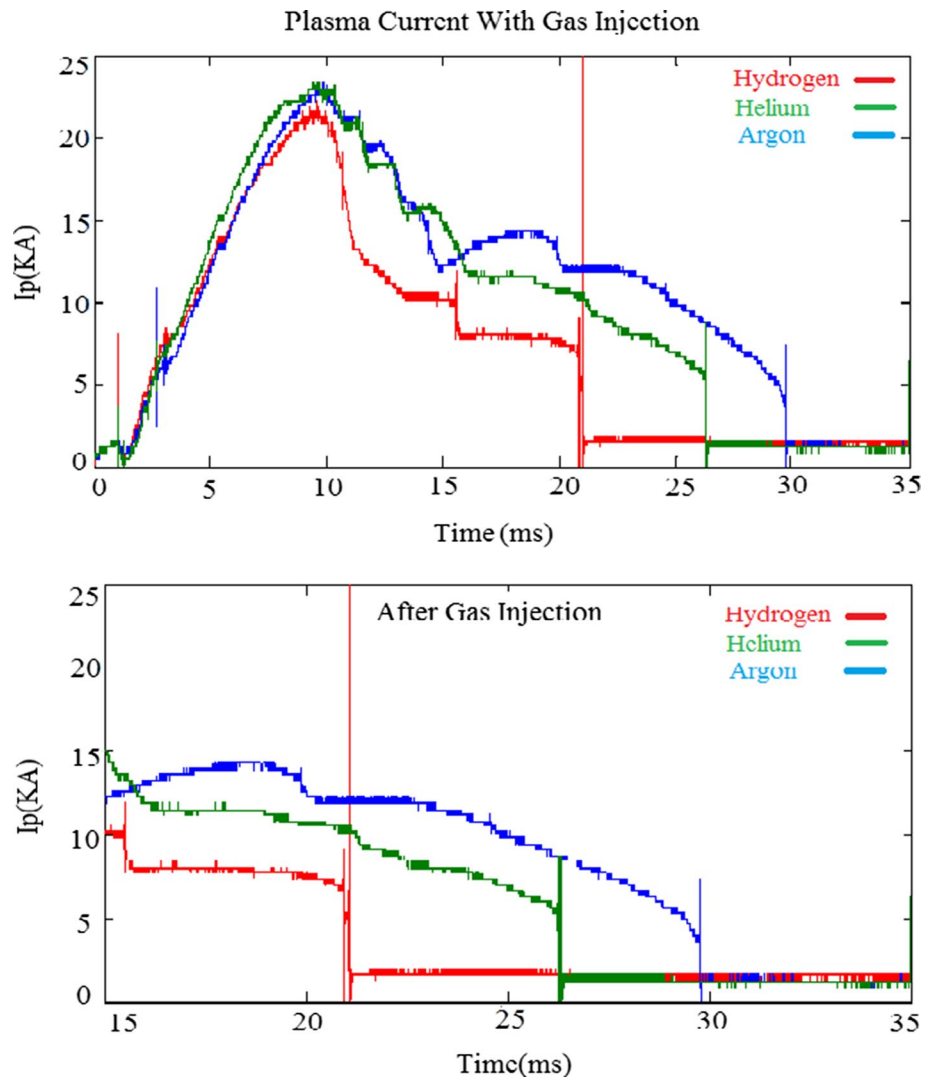 Plasma Current With Gas Injection
25
20
15
10
5
0
Ip(KA)
Hydrogen
Helium
Argon
0 5 10 15 20 25 30 35
Time (ms)
After Gas Injection
25
20
15
10
5
0
Ip(KA)
Hydrogen
Helium
Argon
15 20 25 30 35
Time(ms)